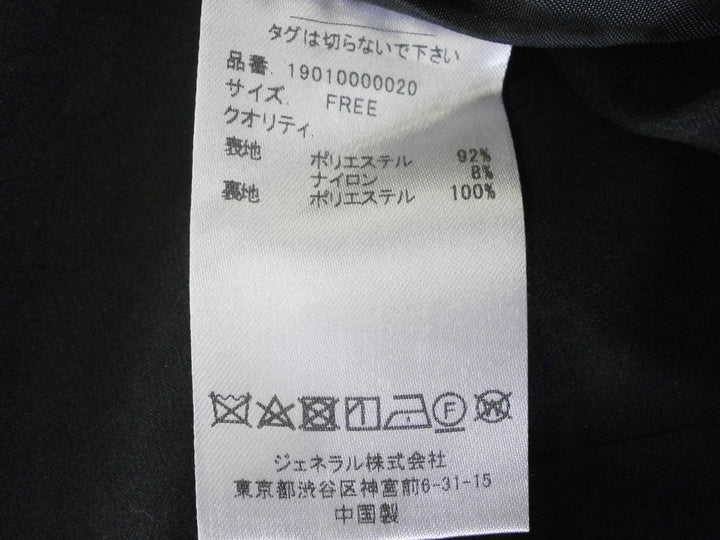 タグは切らないで下さい
品番. 19010000020
サイズ. FREE
クオリティ.
表地 ポリエステル 92%
ナイロン 8%
裏地 ポリエステル 100%
F W
ジェネラル株式会社
東京都渋谷区神宮前6-31-15
中国製